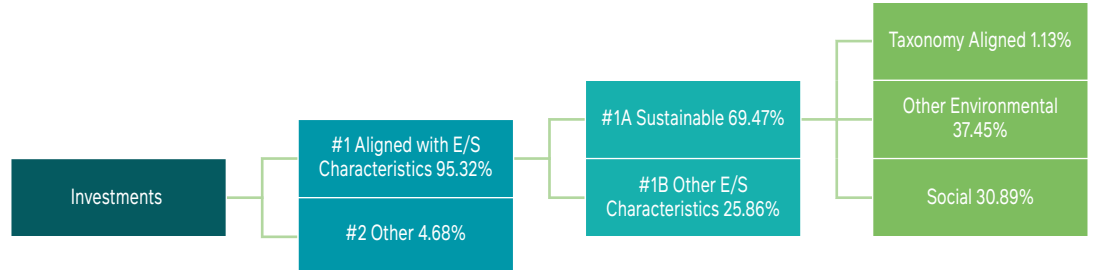 Investments
#1 Aligned with E/S
Characteristics 95.32%
#2 Other 4.68%
#1A Sustainable 69.47%
#1B Other E/S
Characteristics 25.86%
Taxonomy Aligned 1.13%
Other Environmental
37.45%
Social 30.89%